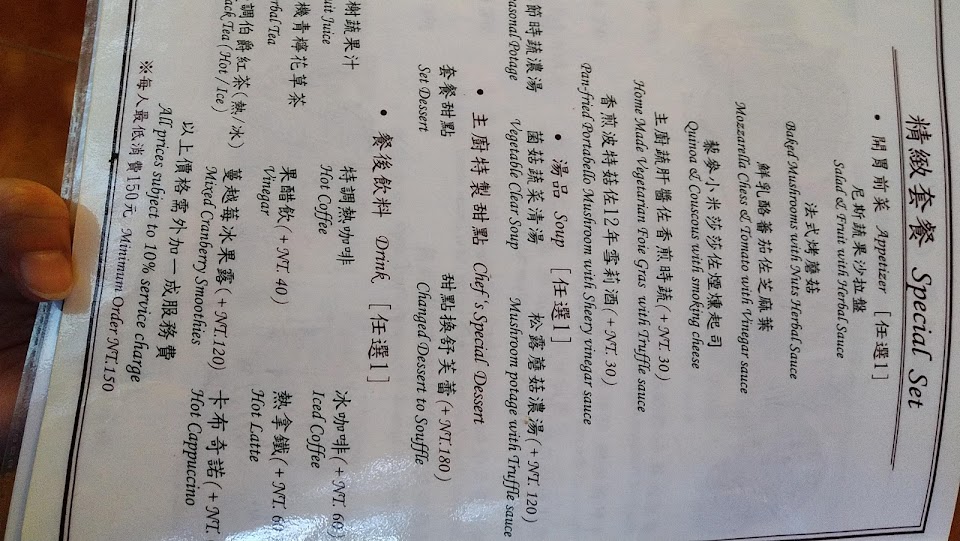 精緻套餐 Special Set
• 開胃前菜 Appetizer [任選1]
尼斯蔬果沙拉盤
Salad & Fruit with Herbal Sauce
法式烤蘑菇
Baked Mushrooms with Nuts Herbal Sauce
鮮乳酪蕃茄佐芝麻葉
Mozzarella Chess & Tomato with Vinegar sauce
藜麥小米莎莎佐煙燻起司
Quinoa & Couscous with smoking cheese
主廚蔬肝醬佐香煎時蔬(+NT. 30)
Home Made Vegetarian Foie Gras with Truffle sauce
香煎波特菇佐12年雪莉酒(+NT. 30)
Pan-fried Portabello Mushroom with Sheery vinegar sauce
• 湯品 Soup [任選1]
節時蔬濃湯 菌菇蔬菜清湯 松露蘑菇濃湯(+NT. 120)
Potage Vegetable Clear Soup Mushroom potage with Truffle sauce
• 主廚特製甜點 Chef's Special Dessert
套餐甜點 甜點換舒芙蕾(+NT.180)
Set Dessert Changed Dessert to Souffle
• 餐後飲料 Drink [任選1]
樹蔬果汁 特調熱咖啡 冰咖啡(+NT. 60)
Juice Hot Coffee Iced Coffee
機青檸花草茶 果醋飲(+NT. 40) 熱拿鐵(+NT.
Tea Vinegar Hot Latte
調伯爵紅茶(熱/冰) 蔓越莓冰果露(+NT.120) 卡布奇諾(+NT.
Tea (Hot / Ice) Mixed Cranberry Smoothies Hot Cappuccino
以上價格需外加一成服務費
All prices subject to 10% service charge
※每人最低消費150元 Minimum Order NT.150